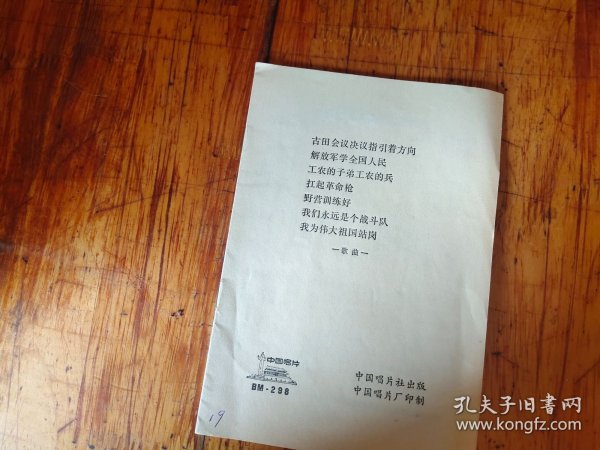 古田会议决议指引着方向
解放军学全国人民
工农的子弟工农的兵
扛起革命枪
野营训练好
我们永远是个战斗队
我为伟大祖国站岗
—歌曲—
中国唱片
BM-298
中国唱片社出版
中国唱片厂印制
19
孔夫子旧书网
www.kongfz.com